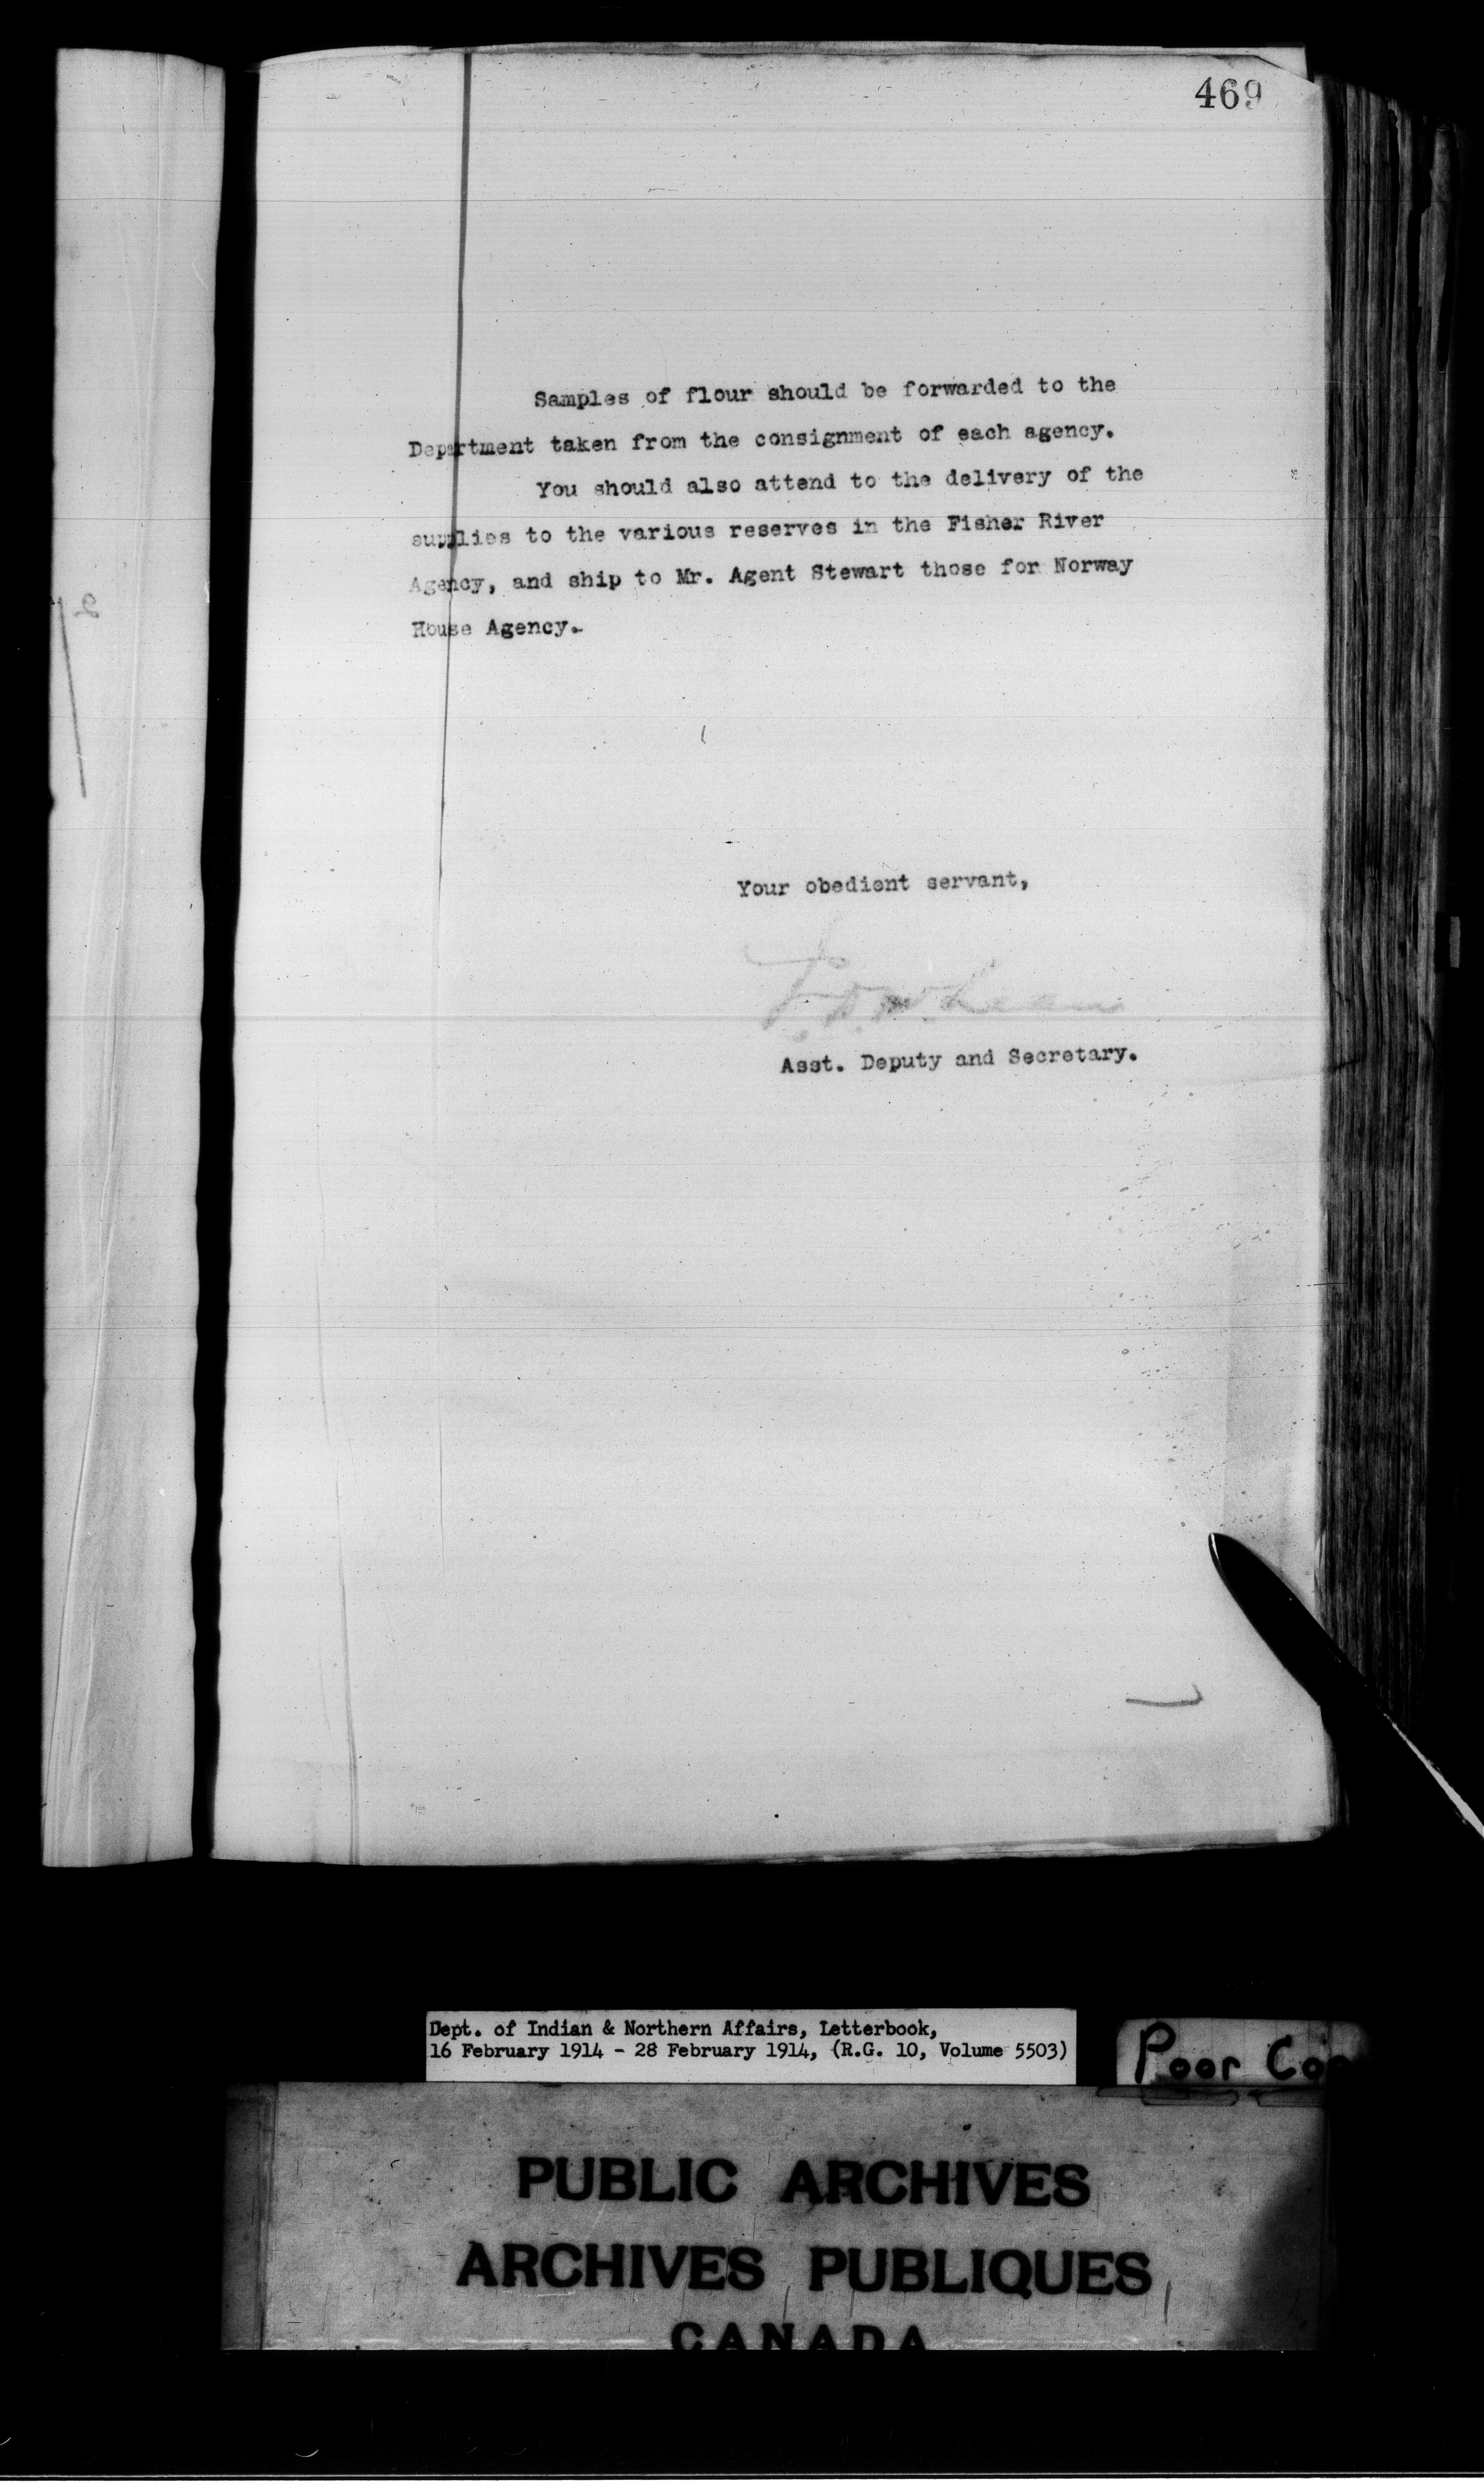 469
Samples of flour should be forwarded to the
Department taken from the consignment of each agency.
You should also attend to the delivery of the
supplies to the various reserves in the Fisher River
Agency, and ship to Mr. Agent Stewart those for Norway
House Agency.
Your obedient servant,
Asst. Deputy and Secretary.
2
Dept. of Indian & Northern Affairs, Letterbook,
16 February 1914 - 28 February 1914, (R.G. 10, Volume 5503)
Poor Cop
PUBLIC ARCHIVES
ARCHIVES PUBLIQUES
CANADA